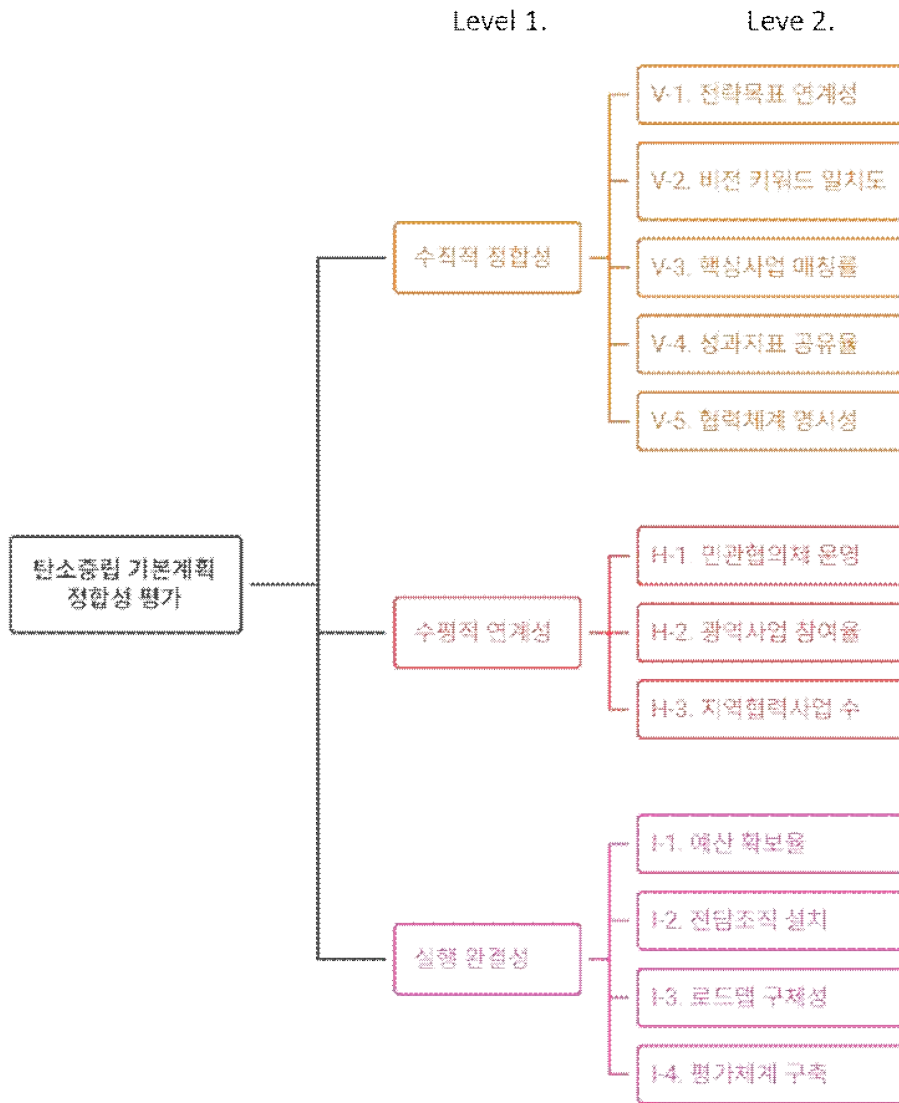 Level 1.
Leve 2.
V-1. 전략목표 연계성
V-2. 비전 키워드 일치도
수직적 정합성
V-3. 핵심사업 매칭률
V-4. 성과지표 공유율
V-5. 협력체계 명시성
탄소중립 기본계획
정합성 평가
H-1. 민관협의체 운영
수평적 연계성
H-2. 광역사업 참여율
H-3. 지역협력사업 수
I-1. 예산 확보율
I-2. 전담조직 설치
실행 완결성
I-3. 로드맵 구체성
I-4. 평가체계 구축